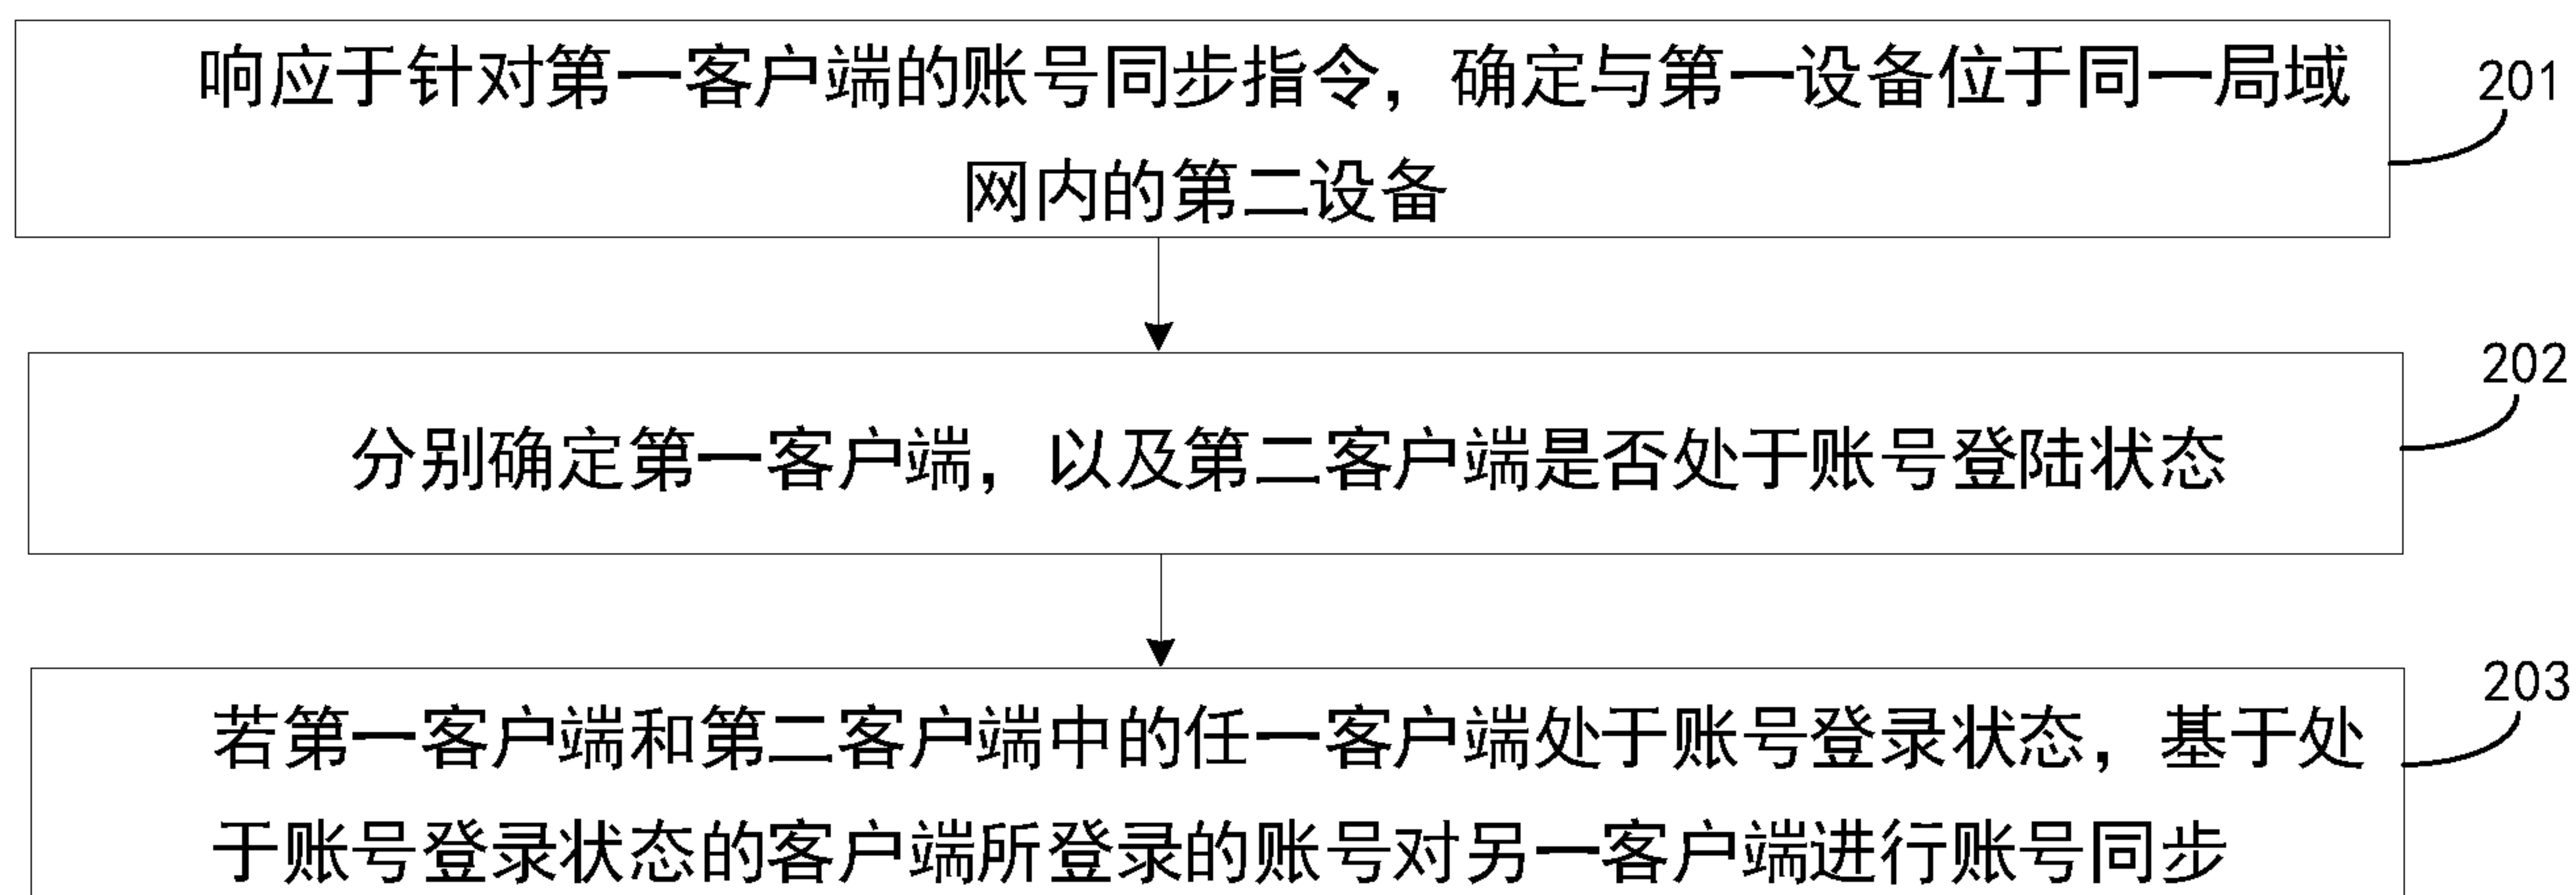 响应于针对第一客户端的账号同步指令，确定与第一设备位于同一局域
网内的第二设备
201
分别确定第一客户端，以及第二客户端是否处于账号登陆状态
202
若第一客户端和第二客户端中的任一客户端处于账号登录状态，基于处
于账号登录状态的客户端所登录的账号对另一客户端进行账号同步
203